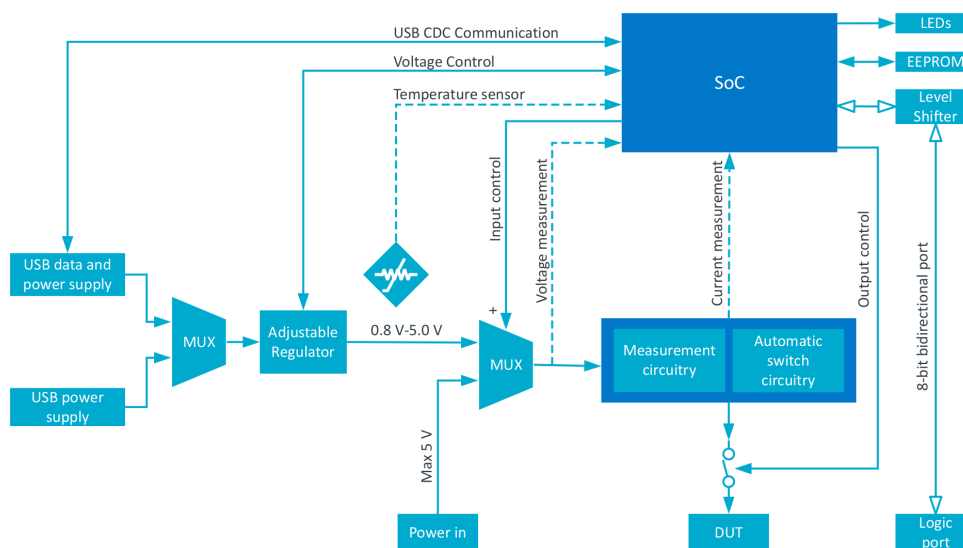 USB CDC Communication
LEDs
Voltage Control
SoC
EEPROM
Temperature sensor
Level
Shifter
Input control
Voltage measurement
Current measurement
Output control
8-bit bidirectional port
USB data and
power supply
MUX
Adjustable
Regulator
0.8 V-5.0 V
+
MUX
Measurement
circuitry
Automatic
switch
circuitry
USB power
supply
Max 5 V
Power in
DUT
Logic
port